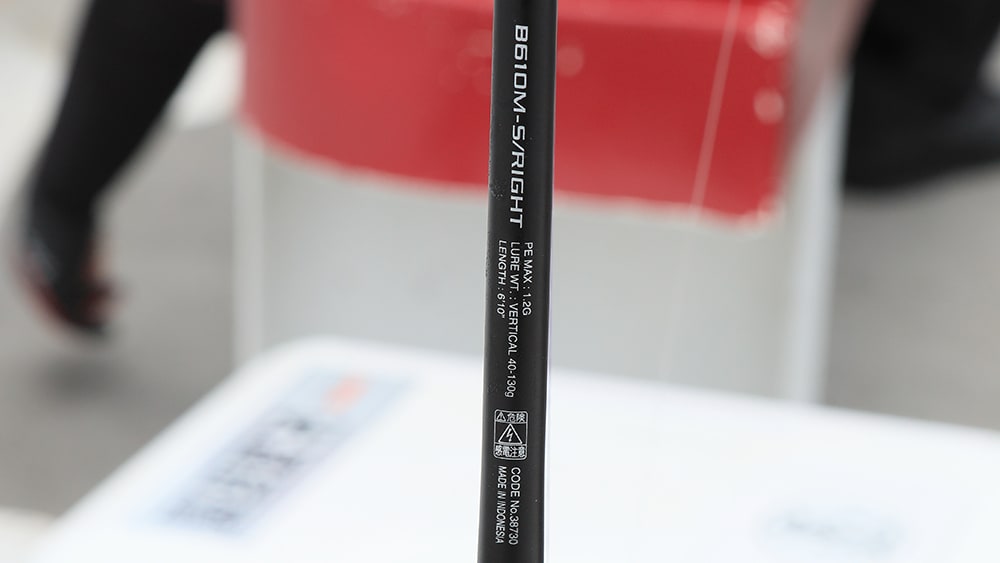 B610M-S/RIGHT
PE MAX : 1.2G
LURE WT. : VERTICAL 40-130g
LENGTH : 6'10"
危険
感電注意
CODE No.38730
MADE IN INDONESIA